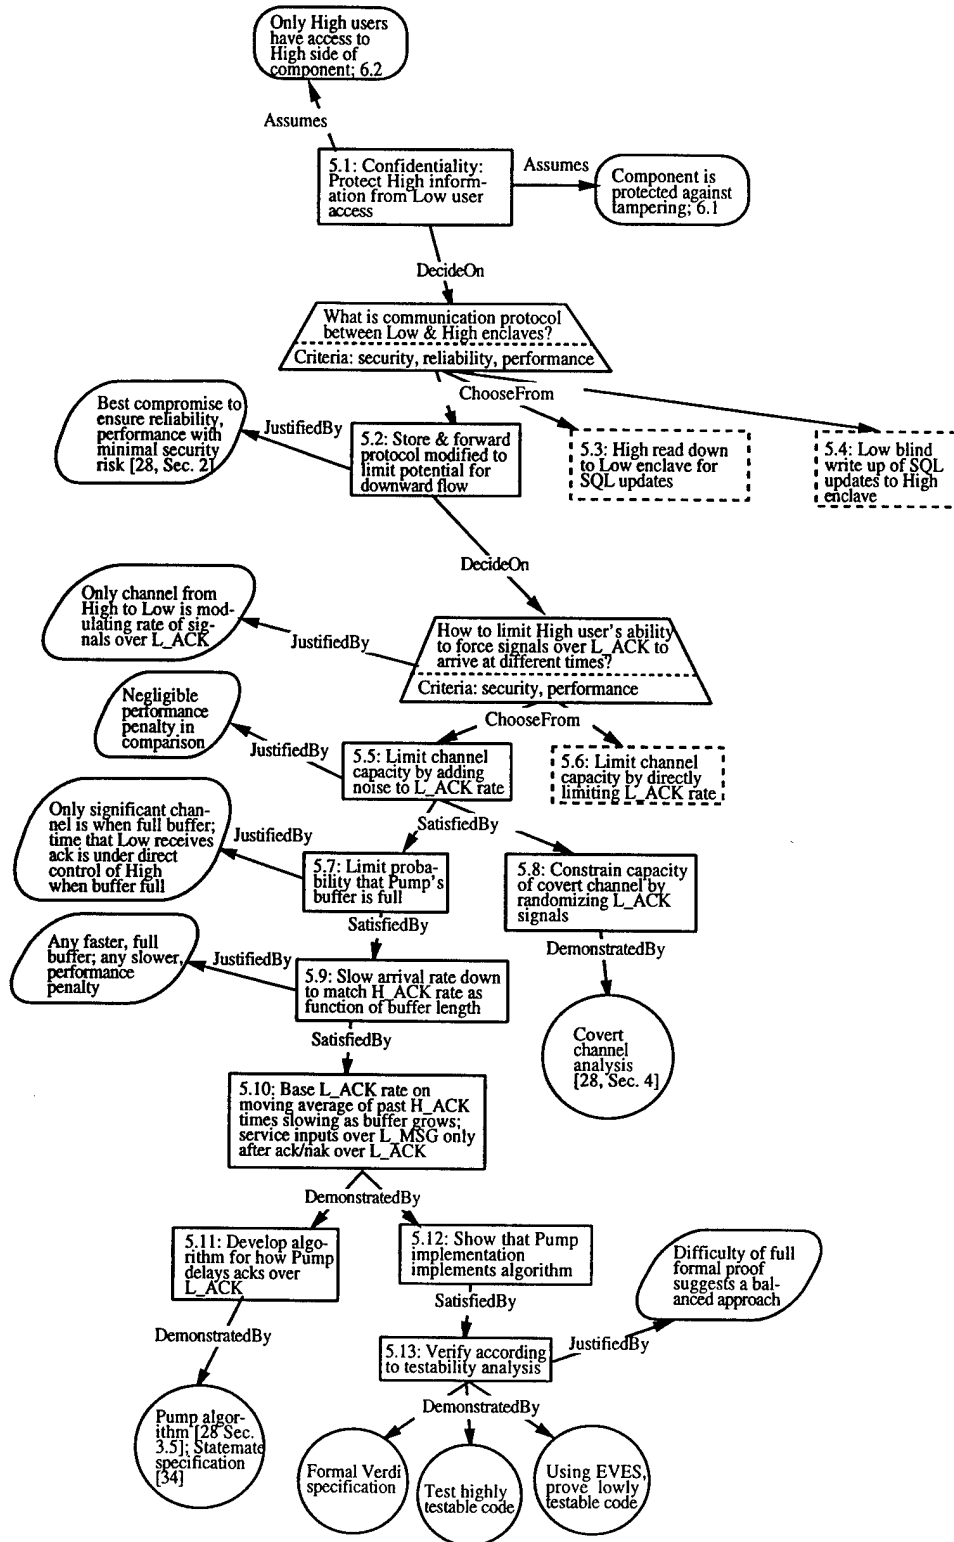 Only High users
have access to
High side of
component; 6.2
Assumes
5.1: Confidentiality:
Protect High inform-
ation from Low user
access
Assumes
Component is
protected against
tampering; 6.1
DecideOn
What is communication protocol
between Low & High enclaves?
Criteria: security, reliability, performance
ChooseFrom
Best compromise to
ensure reliability,
performance with
minimal security
risk [28, Sec. 2]
JustifiedBy
5.2: Store & forward
protocol modified to
limit potential for
downward flow
5.3: High read down
to Low enclave for
SQL updates
5.4: Low blind
write up of SQL
updates to High
enclave
DecideOn
Only channel from
High to Low is mod-
ulating rate of sig-
nals over L_ACK
JustifiedBy
How to limit High user's ability
to force signals over L_ACK to
arrive at different times?
Criteria: security, performance
ChooseFrom
Negligible
performance
penalty in
comparison
JustifiedBy
5.5: Limit channel
capacity by adding
noise to L_ACK rate
5.6: Limit channel
capacity by directly
limiting L_ACK rate
SatisfiedBy
Only significant chan-
nel is when full buffer;
time that Low receives
ack is under direct
control of High
when buffer full
JustifiedBy
5.7: Limit proba-
bility that Pump's
buffer is full
5.8: Constrain capacity
of covert channel by
randomizing L_ACK
signals
SatisfiedBy
DemonstratedBy
Any faster, full
buffer; any slower,
performance
penalty
JustifiedBy
5.9: Slow arrival rate down
to match H_ACK rate as
function of buffer length
Covert
channel
analysis
[28, Sec. 4]
SatisfiedBy
5.10: Base L_ACK rate on
moving average of past H_ACK
times slowing as buffer grows;
service inputs over L_MSG only
after ack/nak over L_ACK
DemonstratedBy
5.11: Develop algo-
rithm for how Pump
delays acks over
L_ACK
5.12: Show that Pump
implementation
implements algorithm
Difficulty of full
formal proof
suggests a bal-
anced approach
SatisfiedBy
DemonstratedBy
JustifiedBy
5.13: Verify according
to testability analysis
DemonstratedBy
Pump algor-
ithm [28 Sec.
3.5]; Statemate
specification
[34]
Formal Verdi
specification
Test highly
testable code
Using EVES,
prove lowly
testable code